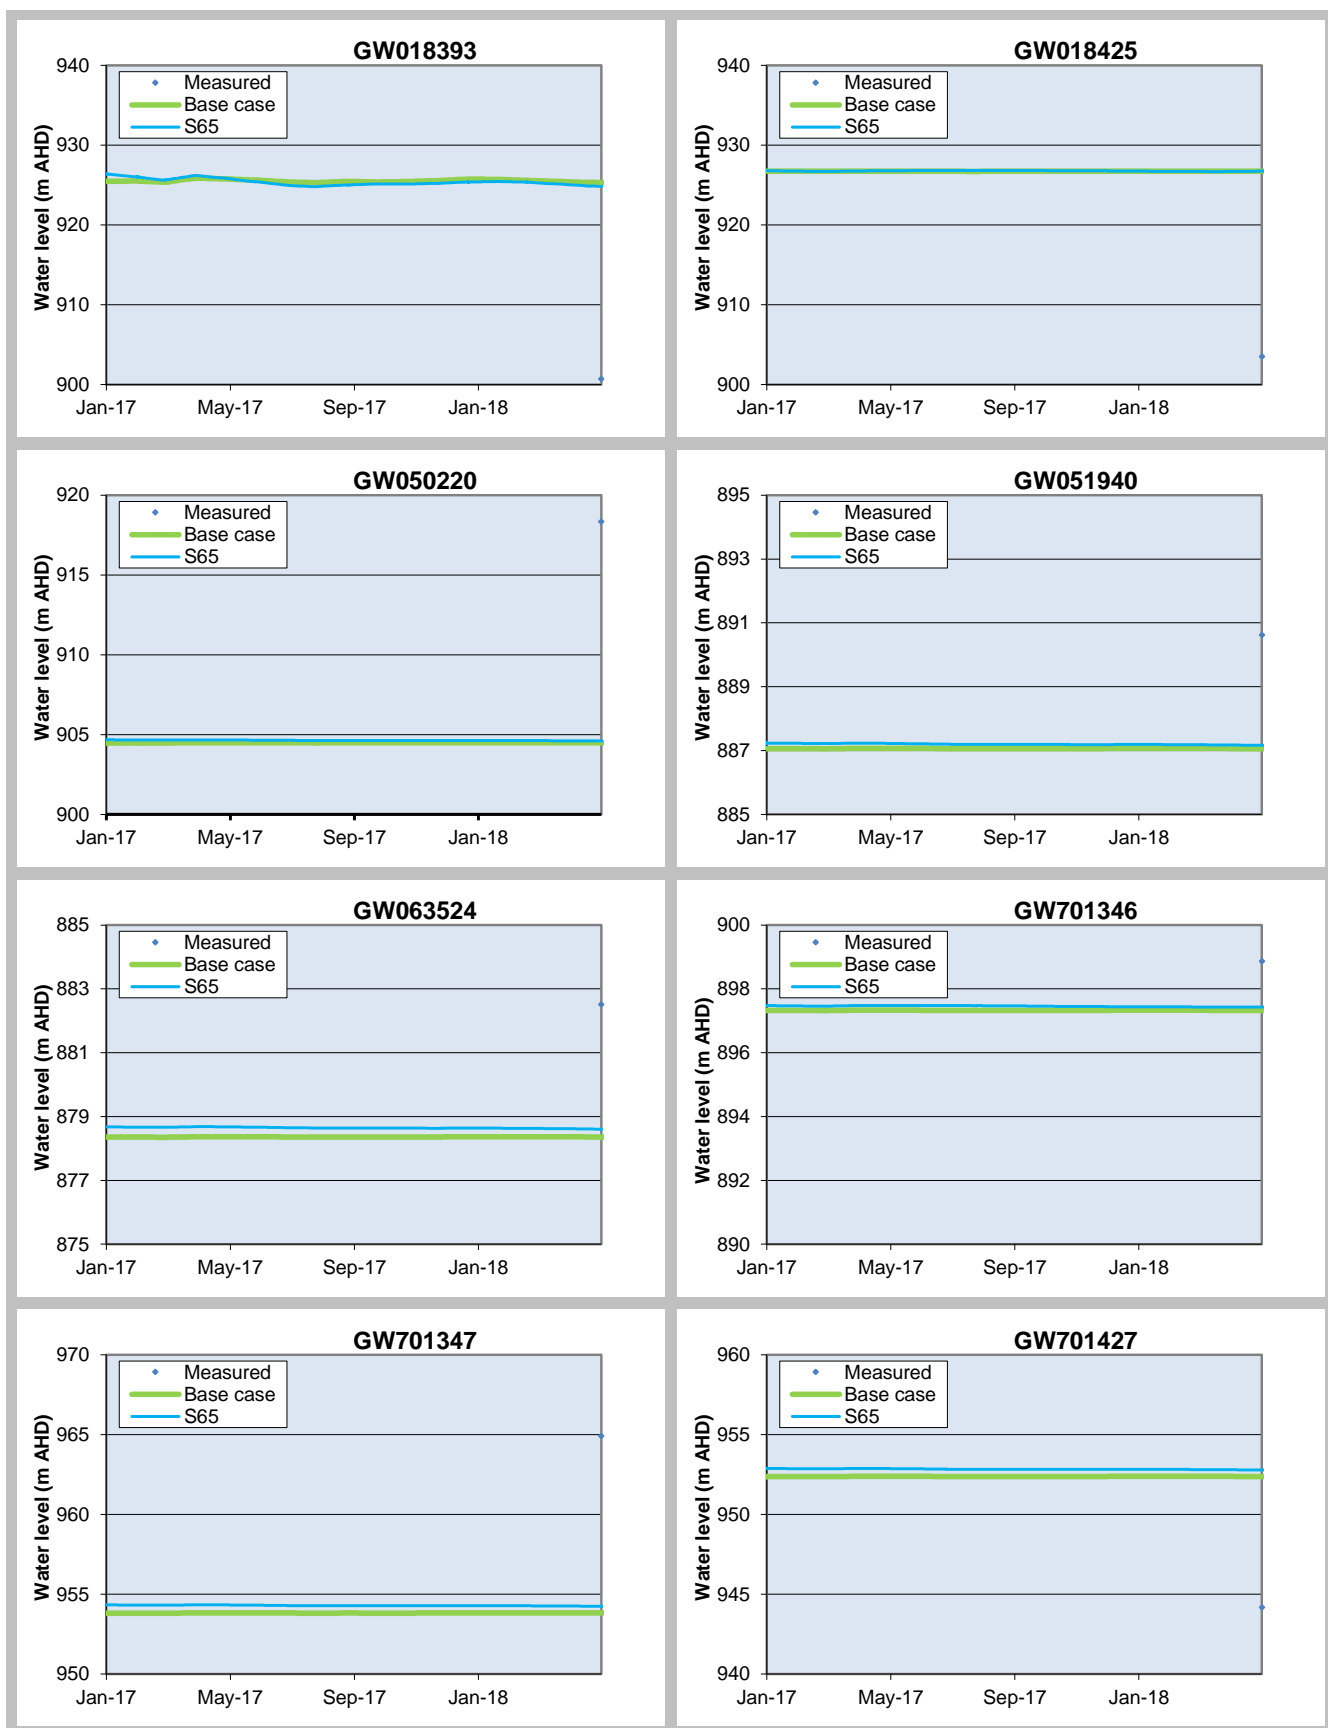 GW018393
Water level (m AHD)
940
930
920
910
900
Measured
Base case
S65
Jan-17 May-17 Sep-17 Jan-18
GW018425
Water level (m AHD)
940
930
920
910
900
Measured
Base case
S65
Jan-17 May-17 Sep-17 Jan-18
GW050220
Water level (m AHD)
920
915
910
905
900
Measured
Base case
S65
Jan-17 May-17 Sep-17 Jan-18
GW051940
Water level (m AHD)
895
893
891
889
887
885
Measured
Base case
S65
Jan-17 May-17 Sep-17 Jan-18
GW063524
Water level (m AHD)
885
883
881
879
877
875
Measured
Base case
S65
Jan-17 May-17 Sep-17 Jan-18
GW701346
Water level (m AHD)
900
898
896
894
892
890
Measured
Base case
S65
Jan-17 May-17 Sep-17 Jan-18
GW701347
Water level (m AHD)
970
965
960
955
950
Measured
Base case
S65
Jan-17 May-17 Sep-17 Jan-18
GW701427
Water level (m AHD)
960
955
950
945
940
Measured
Base case
S65
Jan-17 May-17 Sep-17 Jan-18